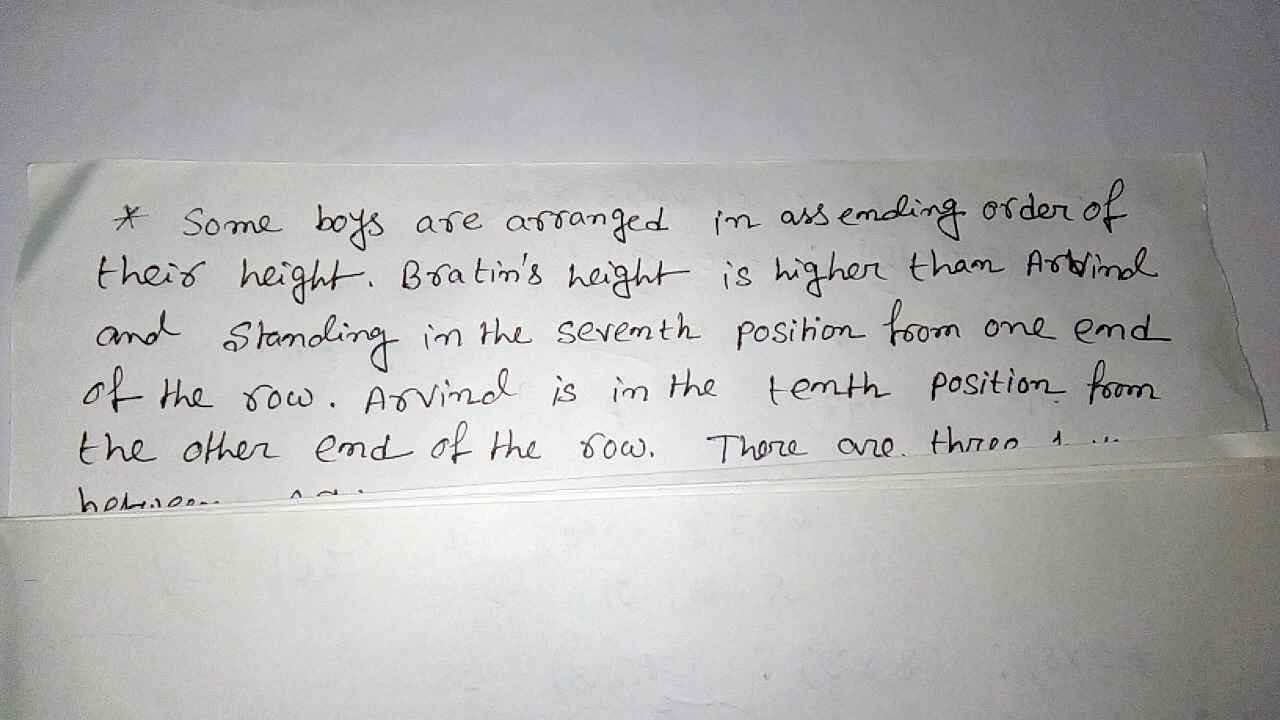 * Some boys are arranged in assending order of
their height. Bratin's height is higher than Arvind
and standing in the seventh position from one end
of the row. Arvind is in the tenth position from
the other end of the row. There are three